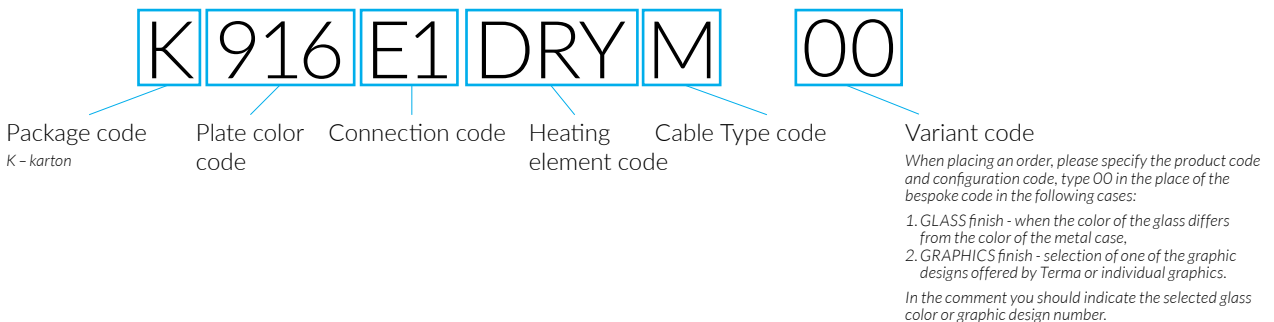 K 916 E1 DRY M 00
Package code
K – karton
Plate color
code
Connection code
Heating
element code
Cable Type code
Variant code
When placing an order, please specify the product code
and configuration code, type 00 in the place of the
bespoke code in the following cases:
1. GLASS finish - when the color of the glass differs
from the color of the metal case,
2. GRAPHICS finish - selection of one of the graphic
designs offered by Terma or individual graphics.
In the comment you should indicate the selected glass
color or graphic design number.